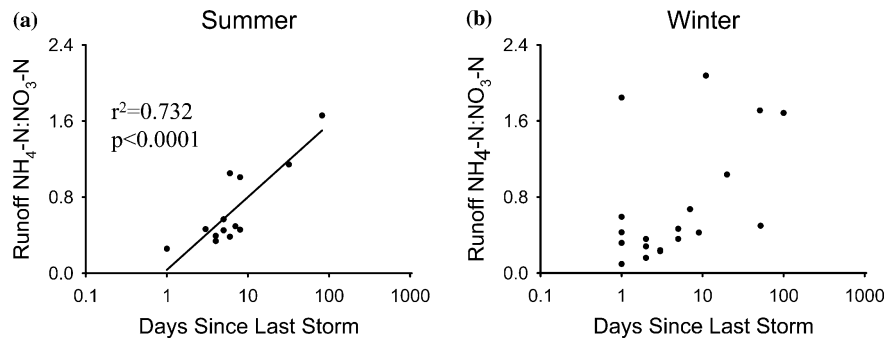 (a)
Summer
Runoff NH4-N:NO3-N
2.4
1.6
0.8
0.0
r2=0.732
p<0.0001
0.1 1 10 100 1000
Days Since Last Storm
(b)
Winter
Runoff NH4-N:NO3-N
2.4
1.6
0.8
0.0
0.1 1 10 100 1000
Days Since Last Storm